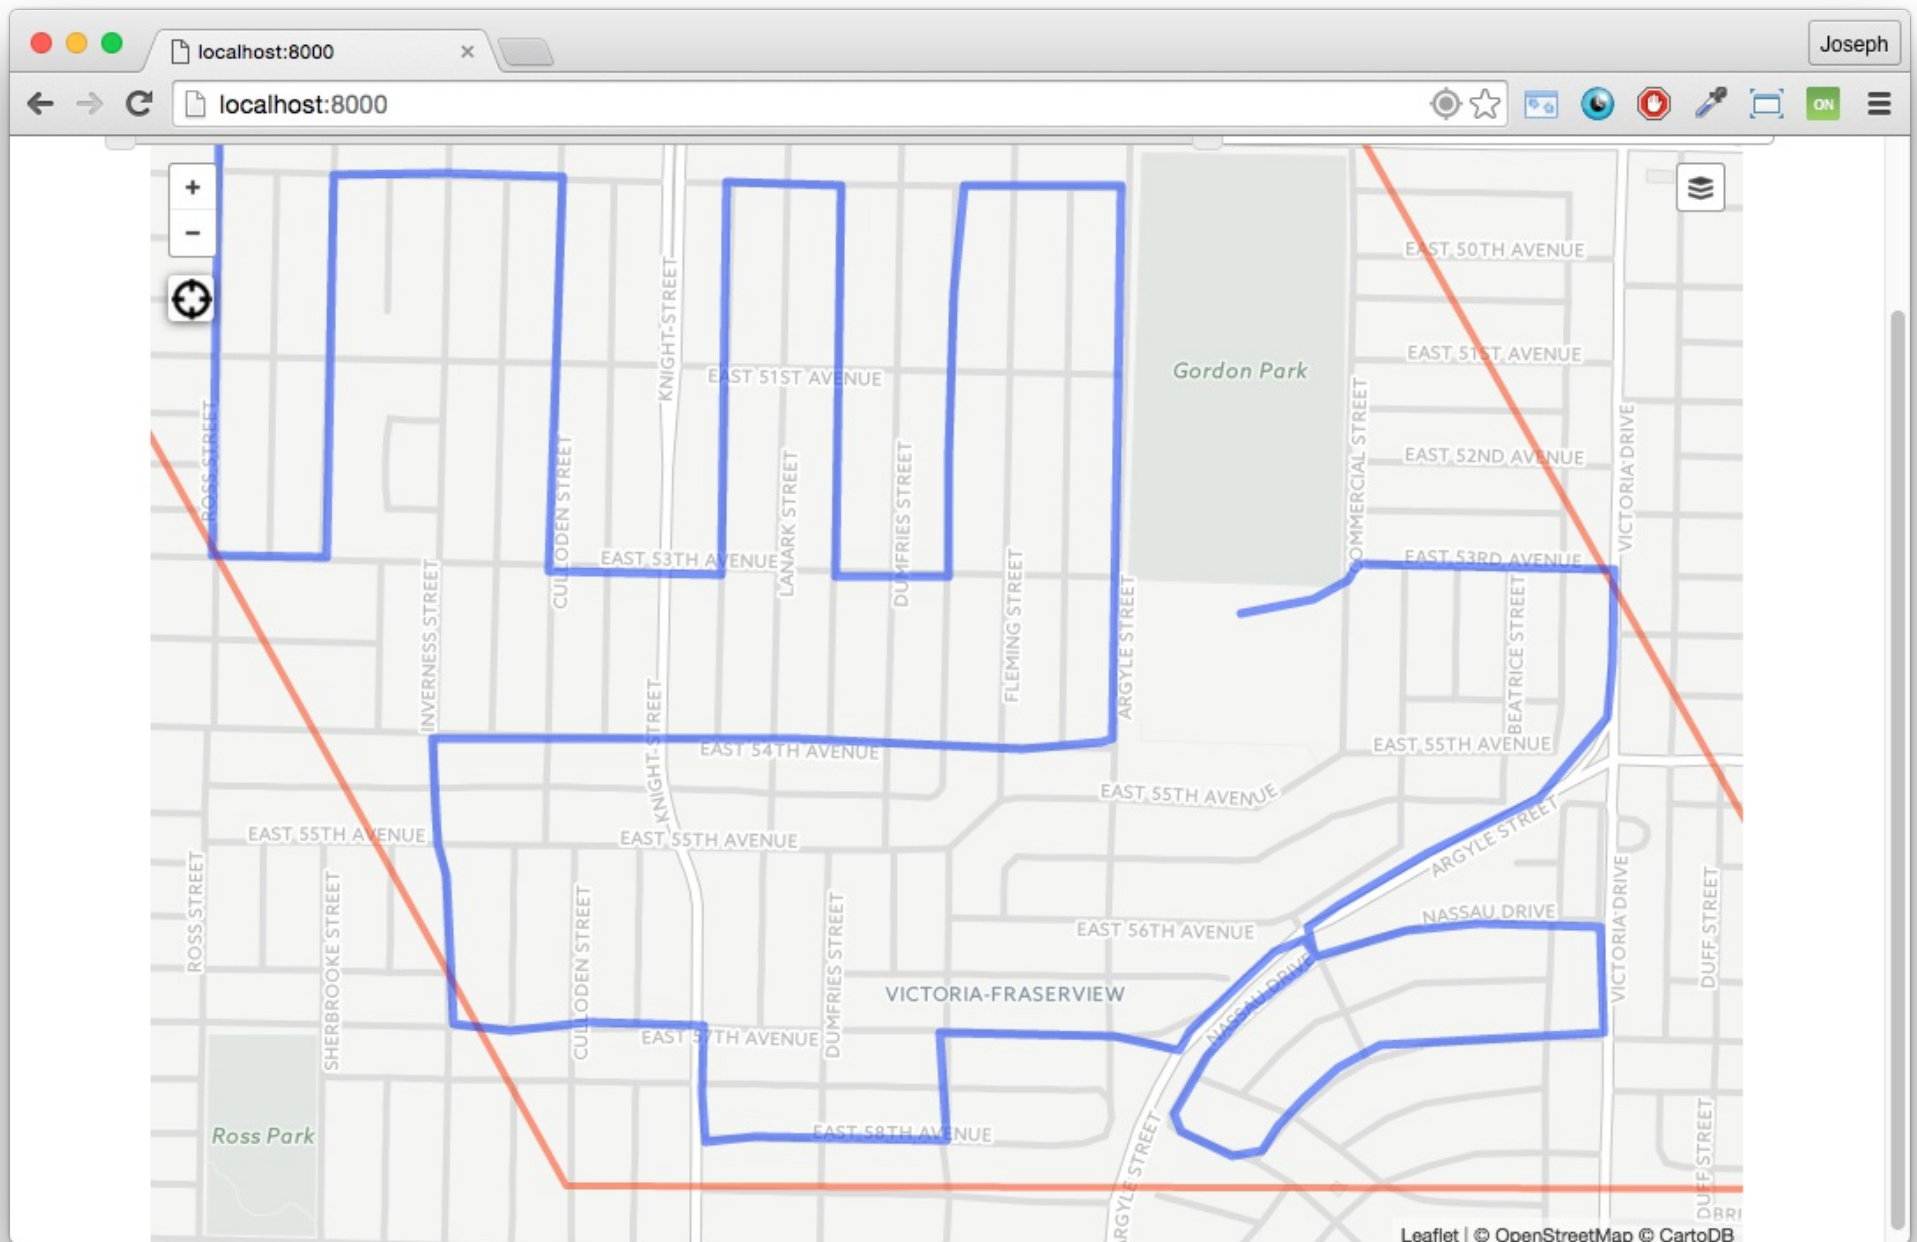 localhost:8000
Joseph
localhost:8000
ON
+
−
EAST 50TH AVENUE
KNIGHT-STREET
EAST 51ST AVENUE
EAST 51ST AVENUE
Gordon Park
ROSS STREET
CULLODEN STREET
LANARK STREET
DUMFRIES STREET
COMMERCIAL STREET
EAST 52ND AVENUE
VICTORIA DRIVE
EAST 53TH AVENUE
EAST 53RD AVENUE
INVERNESS STREET
FLEMING STREET
ARGYLE STREET
BEATRICE STREET
KNIGHT-STREET
EAST 54TH AVENUE
EAST 55TH AVENUE
EAST 55TH AVENUE
EAST 55TH AVENUE
EAST 55TH AVENUE
ARGYLE STREET
ROSS STREET
SHERBROOKE STREET
CULLODEN STREET
DUMFRIES STREET
EAST 56TH AVENUE
NASSAU DRIVE
VICTORIA DRIVE
DUFF STREET
VICTORIA-FRASERVIEW
NASSAU DRIVE
EAST 57TH AVENUE
Ross Park
EAST 58TH AVENUE
ARGYLE STREET
DUFF STREET
Leaflet | © OpenStreetMap © CartoDB